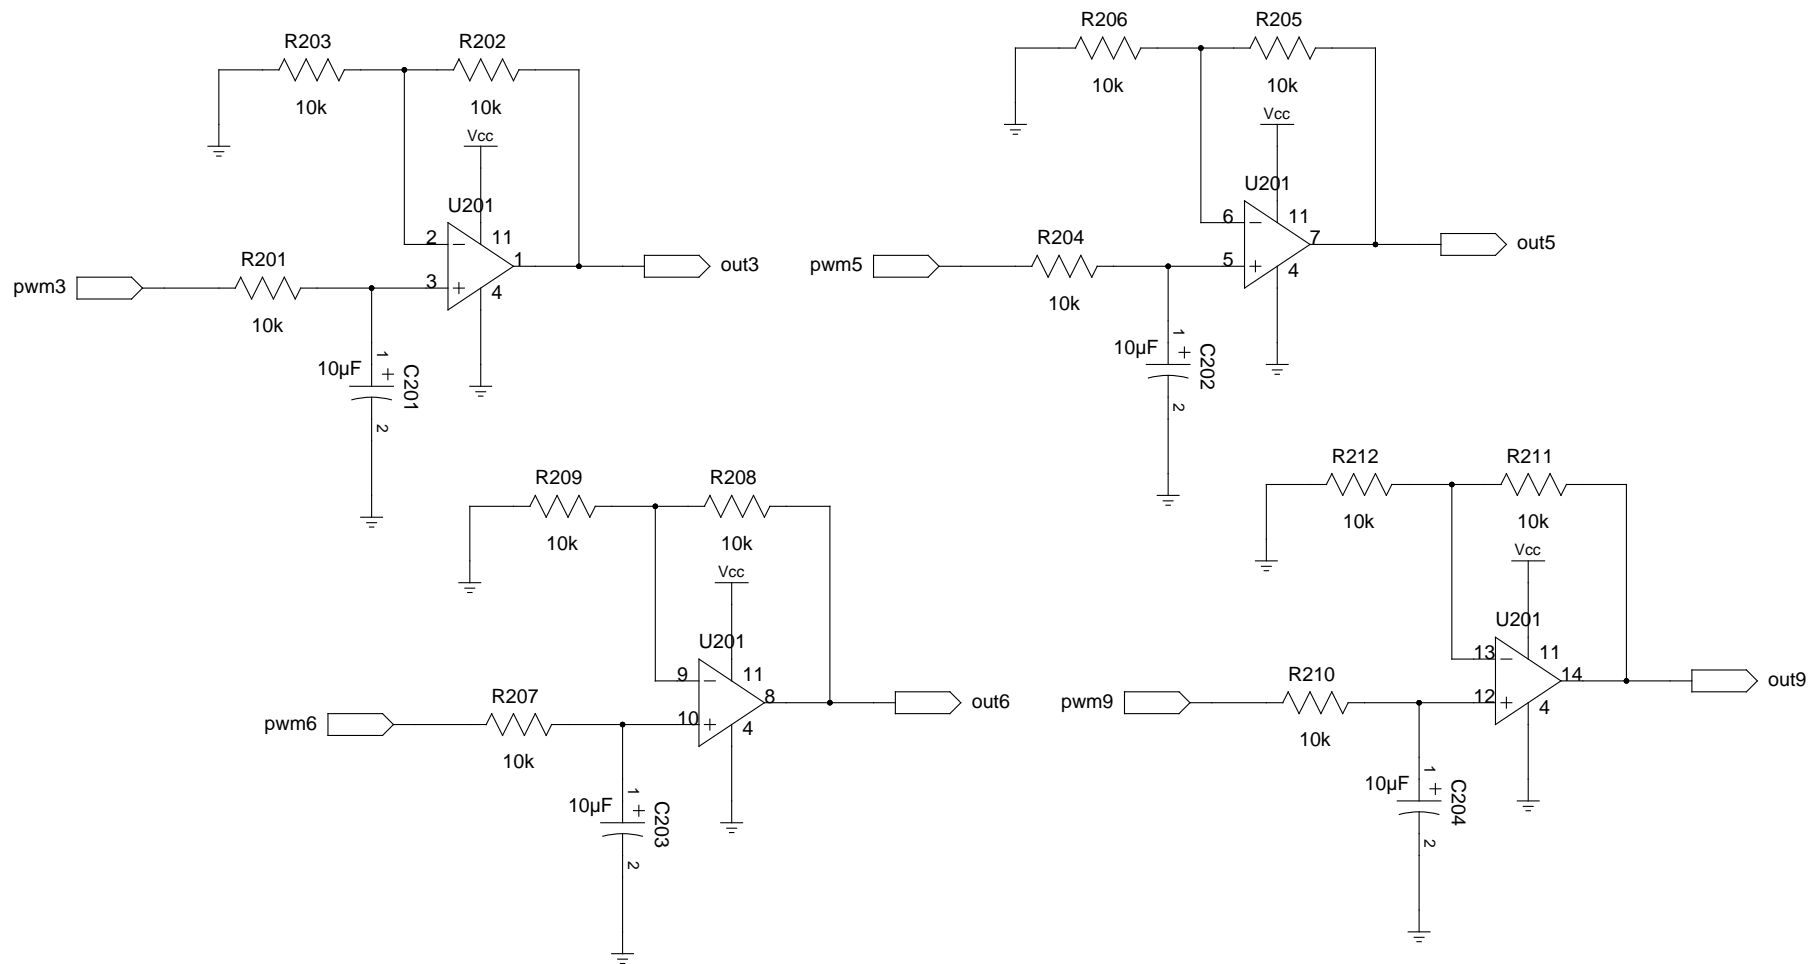 R203
10k
R202
10k
Vcc
U201
2
3
11
4
1
out3
pwm3
R201
10k
10µF
1
+
C201
2
R206
10k
R205
10k
Vcc
U201
6
5
11
4
7
out5
pwm5
R204
10k
10µF
1
+
C202
2
R209
10k
R208
10k
Vcc
U201
9
10
11
4
8
out6
pwm6
R207
10k
10µF
1
+
C203
2
R212
10k
R211
10k
Vcc
U201
13
12
11
4
14
out9
pwm9
R210
10k
10µF
1
+
C204
2